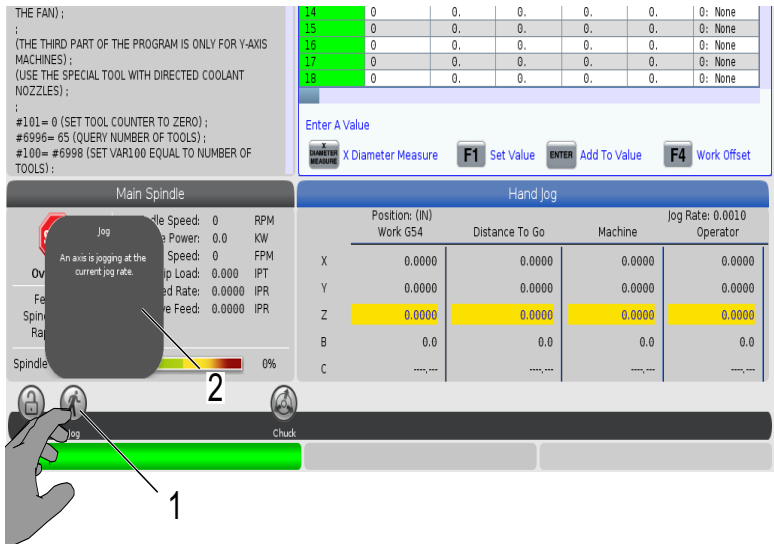 THE FAN) ;
;
(THE THIRD PART OF THE PROGRAM IS ONLY FOR Y-AXIS
MACHINES) ;
(USE THE SPECIAL TOOL WITH DIRECTED COOLANT
NOZZLES) ;
;
#101= 0 (SET TOOL COUNTER TO ZERO) ;
#6996= 65 (QUERY NUMBER OF TOOLS) ;
#100= #6998 (SET VAR100 EQUAL TO NUMBER OF
TOOLS) ;
14 0 0. 0. 0. 0. 0: None
15 0 0. 0. 0. 0. 0: None
16 0 0. 0. 0. 0. 0: None
17 0 0. 0. 0. 0. 0: None
18 0 0. 0. 0. 0. 0: None
Enter A Value
X DIAMETER MEASURE X Diameter Measure F1 Set Value ENTER Add To Value F4 Work Offset
Main Spindle
dle Speed: 0 RPM
e Power: 0.0 KW
Speed: 0 FPM
Ov ip Load: 0.000 IPT
Fe ed Rate: 0.0000 IPR
Spin ve Feed: 0.0000 IPR
Rap
Spindle 0%
Jog
An axis is jogging at the
current jog rate.
2
Hand Jog
Position: (IN) Jog Rate: 0.0010
Work G54 Distance To Go Machine Operator
X 0.0000 0.0000 0.0000 0.0000
Y 0.0000 0.0000 0.0000 0.0000
Z 0.0000 0.0000 0.0000 0.0000
B 0.0 0.0 0.0 0.0
C ----.--- ----.--- ----.--- ----.---
Jog Chuck
1